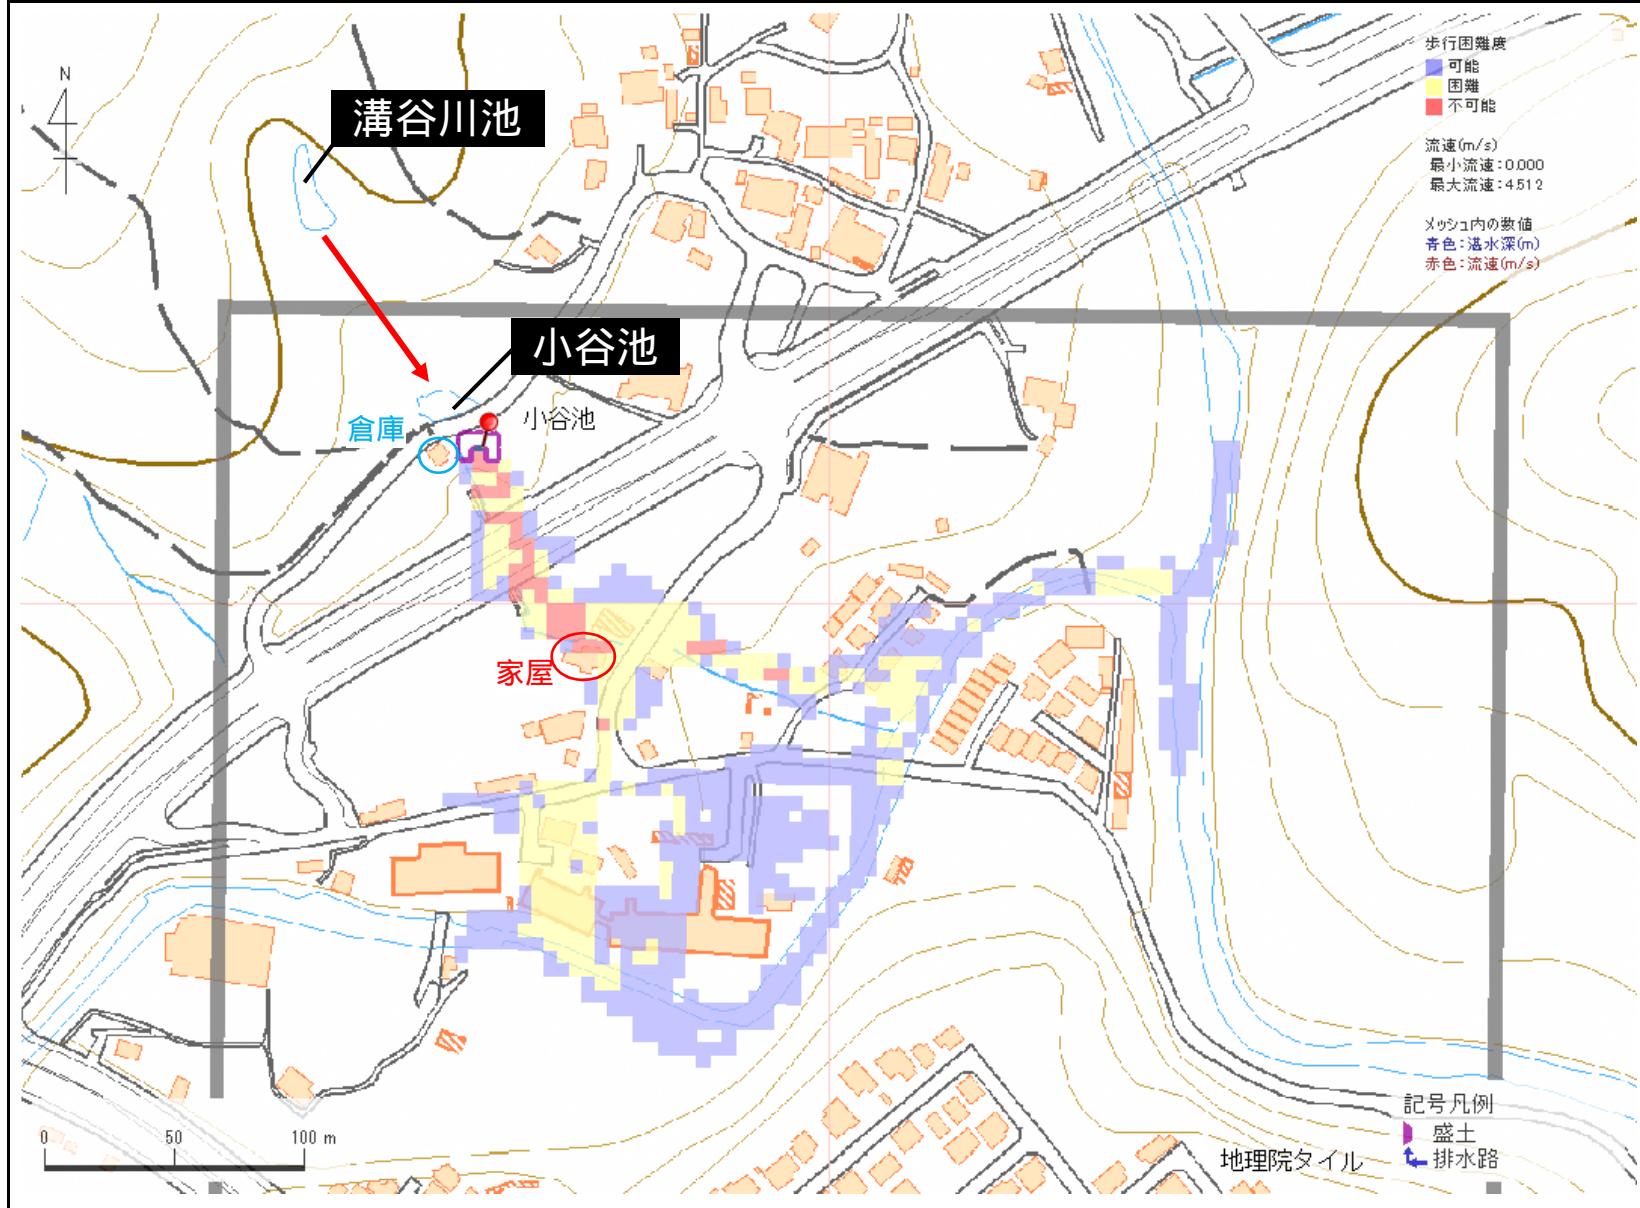 N
溝谷川池
歩行困難度
可能
困難
不可能
流速(m/s)
最小流速:0.000
最大流速:4.512
メッシュ内の数値
青色:湛水深(m)
赤色:流速(m/s)
小谷池
小谷池
倉庫
家屋
0 50 100 m
記号凡例
盛土
排水路
地理院タイル